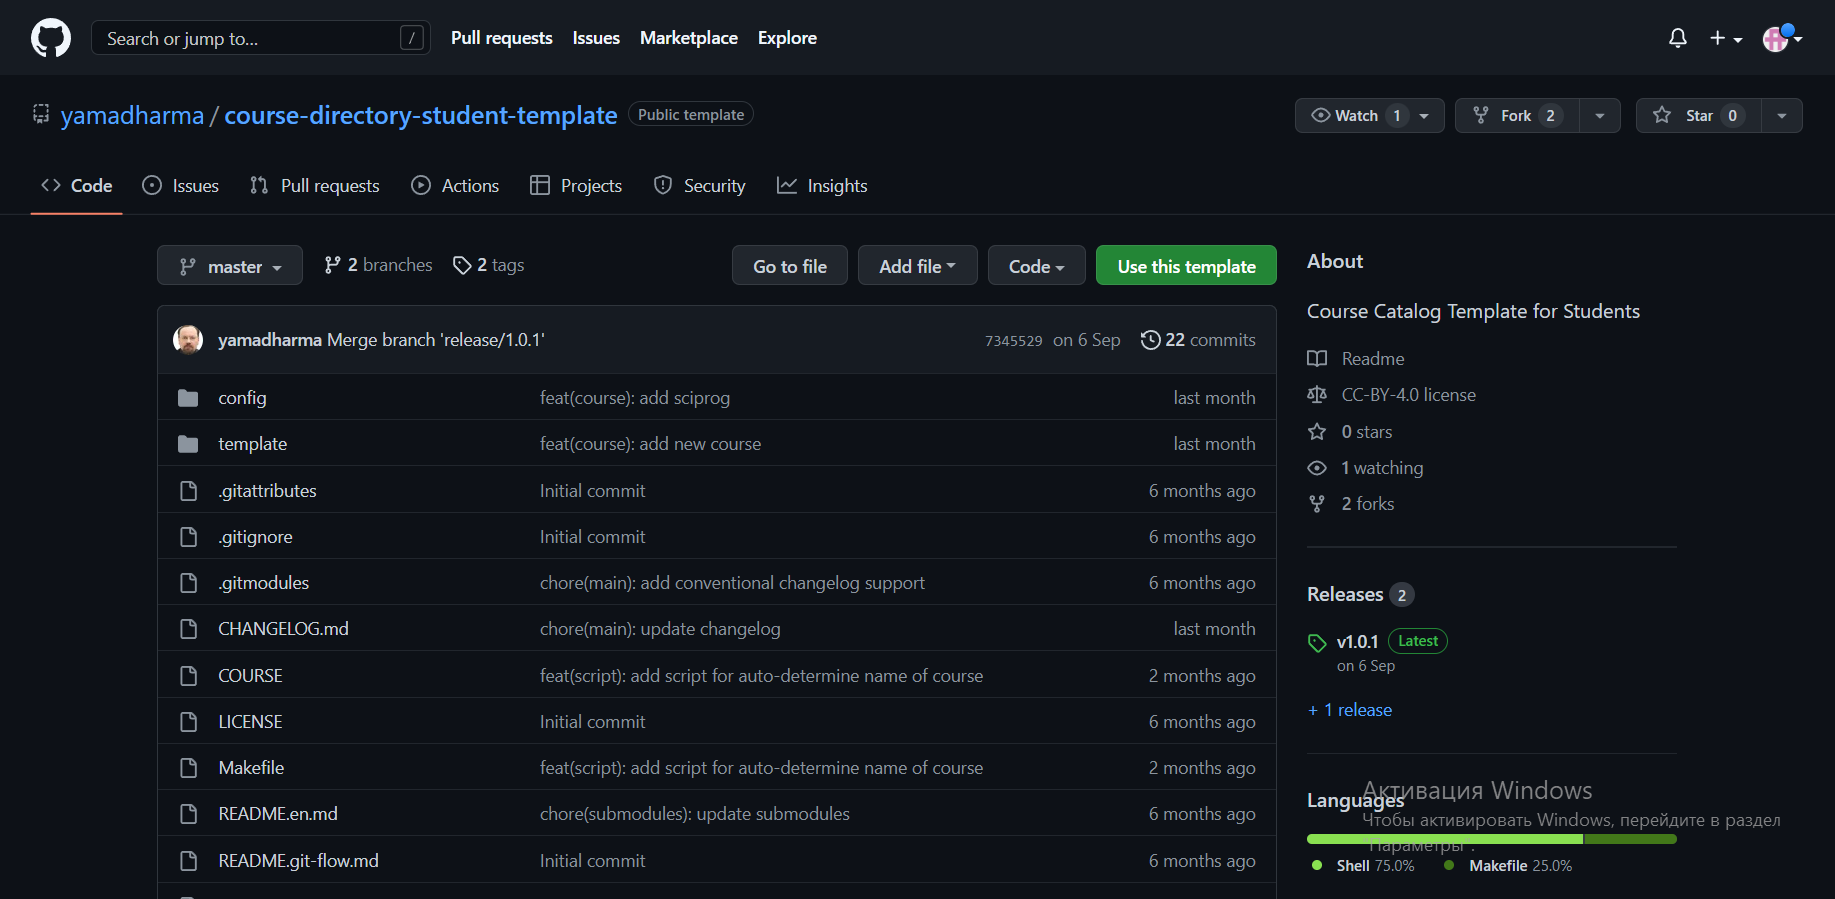 Search or jump to... /
Pull requests Issues Marketplace Explore
yamadharma / course-directory-student-template Public template
Watch 1 Fork 2 Star 0
Code Issues Pull requests Actions Projects Security Insights
master 2 branches 2 tags Go to file Add file Code Use this template
yamadharma Merge branch 'release/1.0.1' 7345529 on 6 Sep 22 commits
config feat(course): add sciprog last month
template feat(course): add new course last month
.gitattributes Initial commit 6 months ago
.gitignore Initial commit 6 months ago
.gitmodules chore(main): add conventional changelog support 6 months ago
CHANGELOG.md chore(main): update changelog last month
COURSE feat(script): add script for auto-determine name of course 2 months ago
LICENSE Initial commit 6 months ago
Makefile feat(script): add script for auto-determine name of course 2 months ago
README.en.md chore(submodules): update submodules 6 months ago
README.git-flow.md Initial commit 6 months ago
About
Course Catalog Template for Students
Readme
CC-BY-4.0 license
0 stars
1 watching
2 forks
Releases 2
v1.0.1 Latest
on 6 Sep
+ 1 release
Languages
Shell 75.0% Makefile 25.0%
Активация Windows
Чтобы активировать Windows, перейдите в раздел
"Параметры".